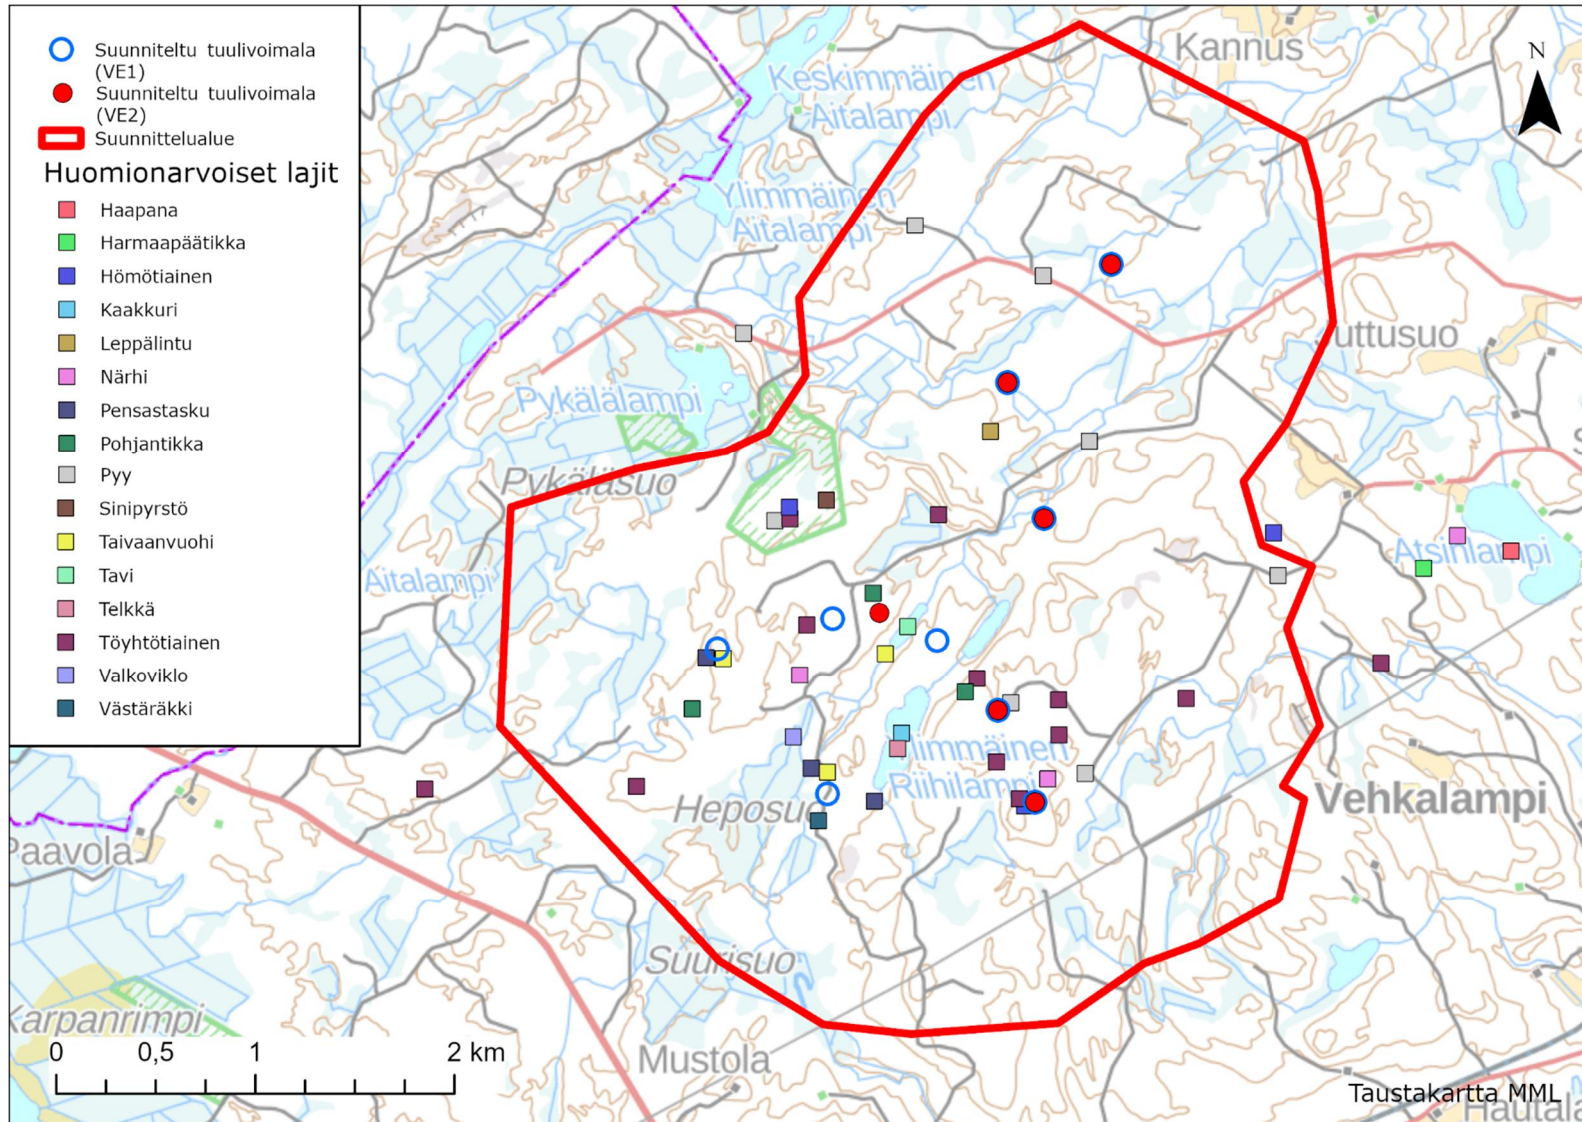 Suunniteltu tuulivoimala
(VE1)
Suunniteltu tuulivoimala
(VE2)
Suunnittelualue
Huomionarvoiset lajit
Haapana
Harmaapäätikka
Hömötiainen
Kaakkuri
Leppälintu
Närhi
Pensastasku
Pohjantikka
Pyy
Sinipyrstö
Taivaanvuohi
Tavi
Telkkä
Töyhtötiainen
Valkoviklo
Västäräkki
Kannus
N
Keskimmäinen
Aitalampi
Ylimmäinen
Aitalampi
uttusuo
Pykälälampi
Pykäläsuo
Aitalampi
Atsinlampi
Ylimmäinen
Riihilampi
Heposuo
Vehkalampi
Paavola
Suurisuo
Karpanrimpi
Mustola
0 0,5 1 2 km
Taustakartta MML
Hautala